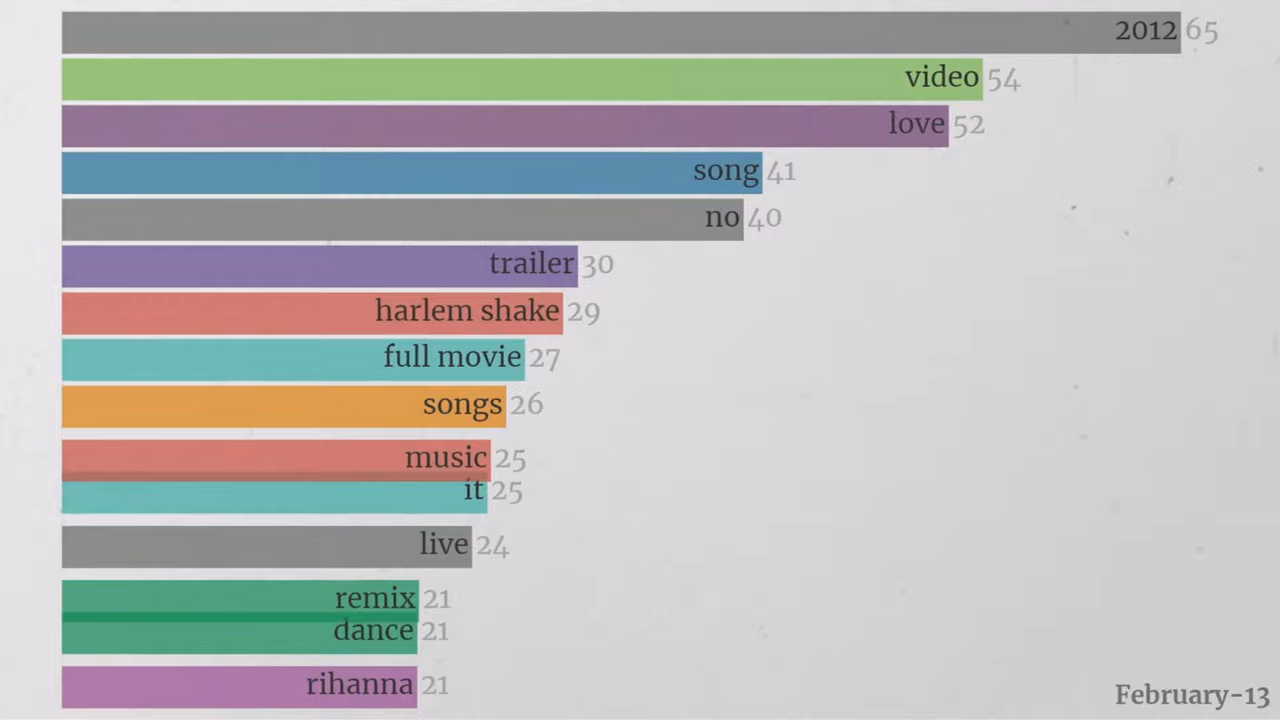 2012 65
video 54
love 52
song 41
no 40
trailer 30
harlem shake 29
full movie 27
songs 26
music 25
it 25
live 24
remix 21
dance 21
rihanna 21
February-13